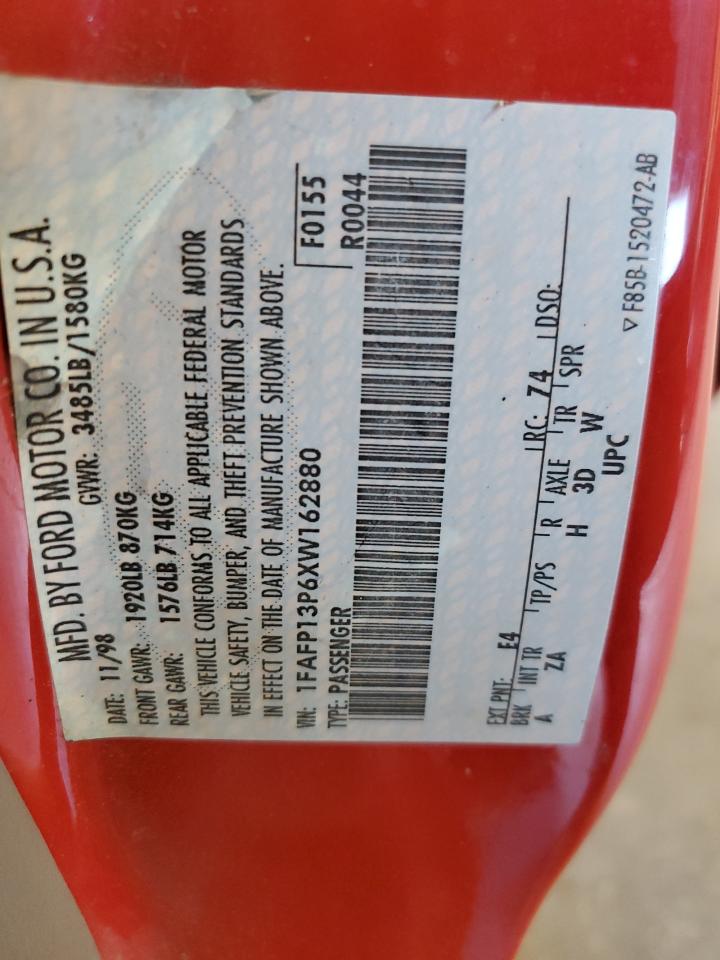 MFD. BY FORD MOTOR CO. IN U.S.A.
DATE: 11/98 GVWR: 3485LB/1580KG
FRONT GAWR: 1920LB 870KG
REAR GAWR: 1576LB 714KG
THIS VEHICLE CONFORMS TO ALL APPLICABLE FEDERAL MOTOR
VEHICLE SAFETY, BUMPER, AND THEFT PREVENTION STANDARDS
IN EFFECT ON THE DATE OF MANUFACTURE SHOWN ABOVE.
VIN: 1FAFP13P6XW162880 F0155
TYPE: PASSENGER R0044
EXT PNT: E4 RC: Z4 DSO:
BRK INT TR TP/PS R AXLE TR SPR
A ZA H 3D W
UPC
▽ F85B-1520472-AB